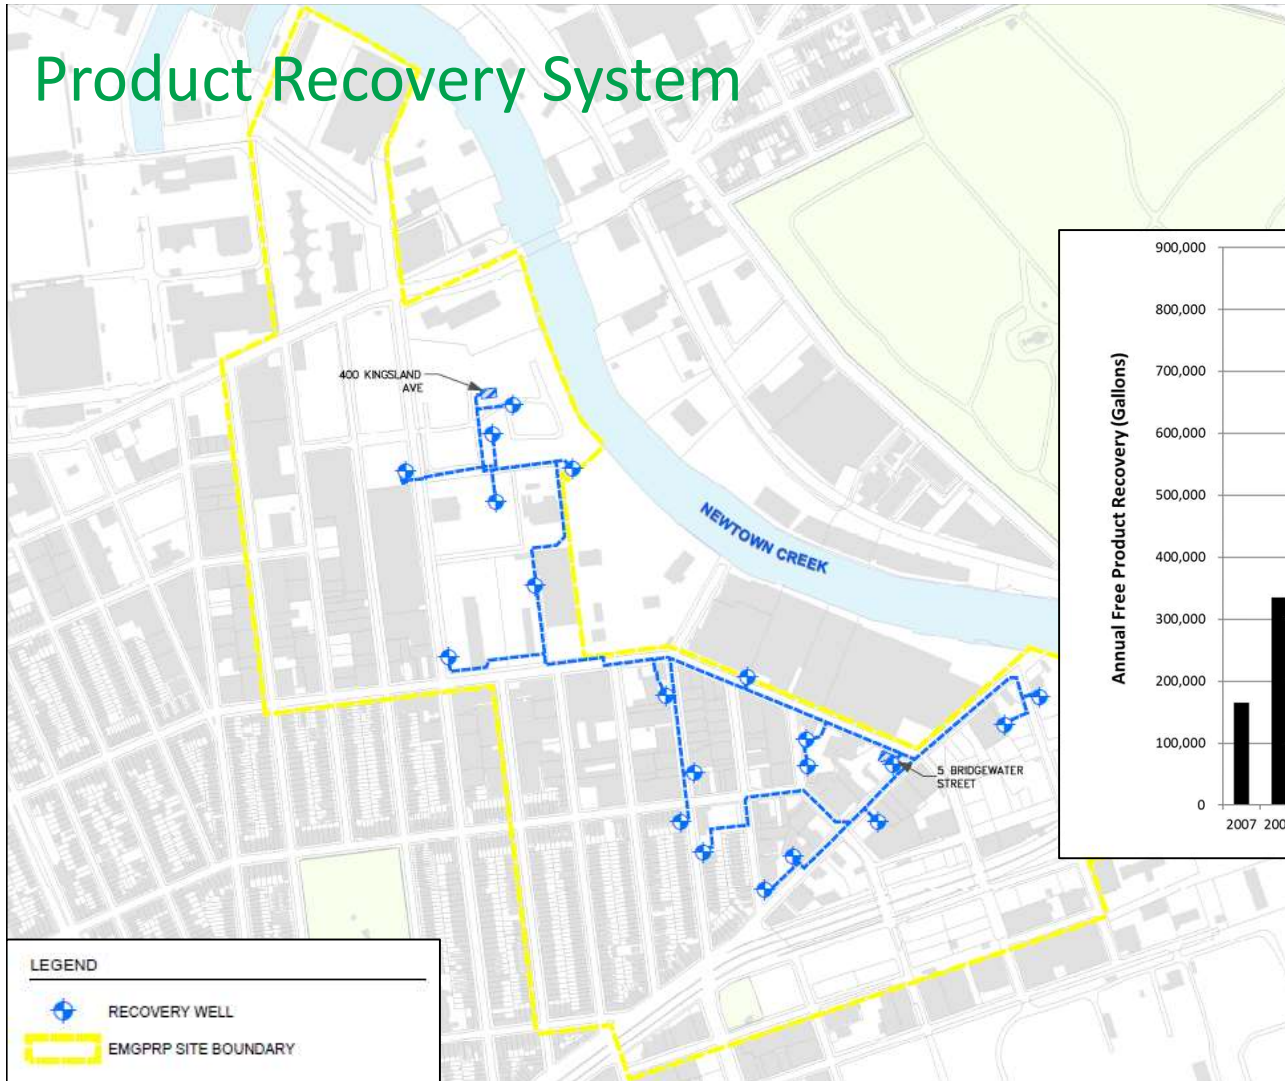 Product Recovery System
400 KINGSLAND
AVE
NEWTOWN CREEK
5 BRIDGEWATER
STREET
Annual Free Product Recovery (Gallons)
900,000
800,000
700,000
600,000
500,000
400,000
300,000
200,000
100,000
0
2007 200
LEGEND
RECOVERY WELL
EMGPRP SITE BOUNDARY